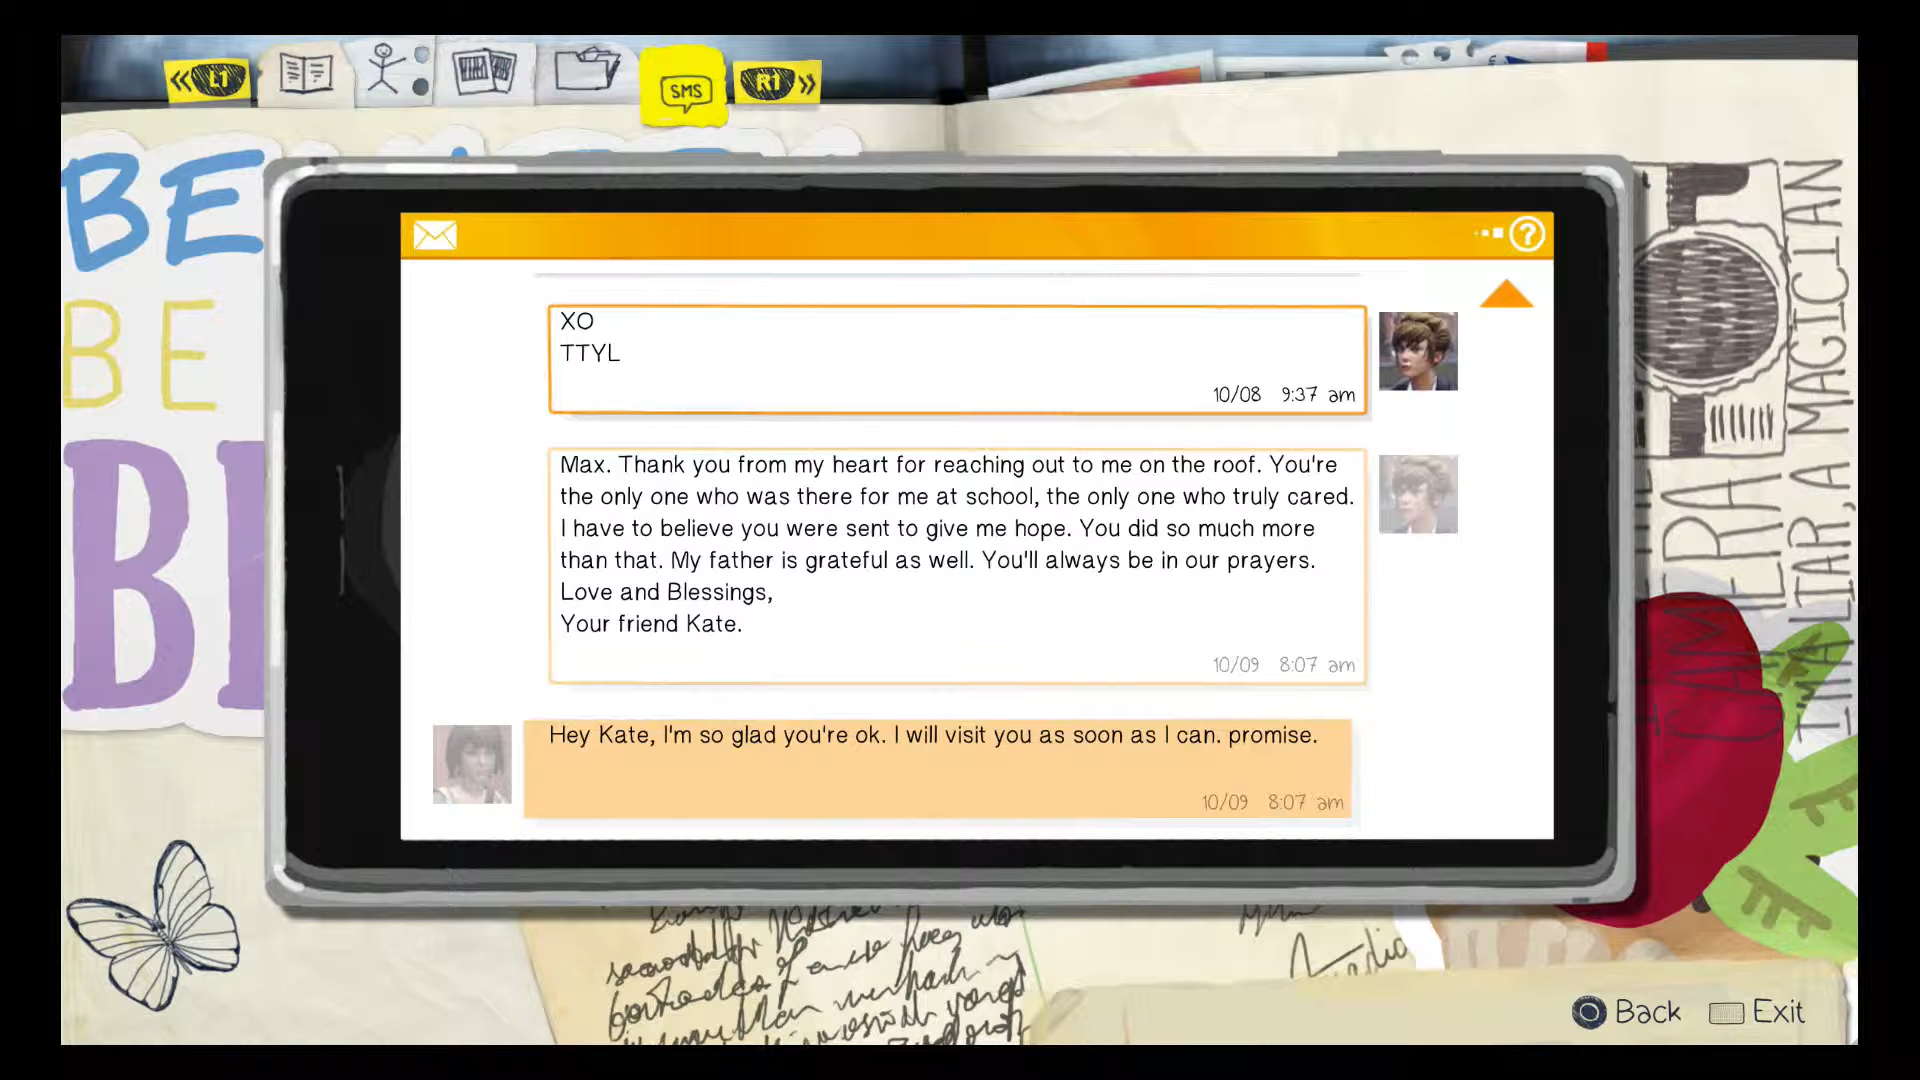 L1
SMS
R1
BE
BE
XO
TTYL
10/08 9:37 am
Max. Thank you from my heart for reaching out to me on the roof. You're
the only one who was there for me at school, the only one who truly cared.
I have to believe you were sent to give me hope. You did so much more
than that. My father is grateful as well. You'll always be in our prayers.
Love and Blessings,
Your friend Kate.
10/09 8:07 am
Hey Kate, I'm so glad you're ok. I will visit you as soon as I can. promise.
10/09 8:07 am
CAMERA
I'M A LIAR, A MAGICIAN
Back
Exit